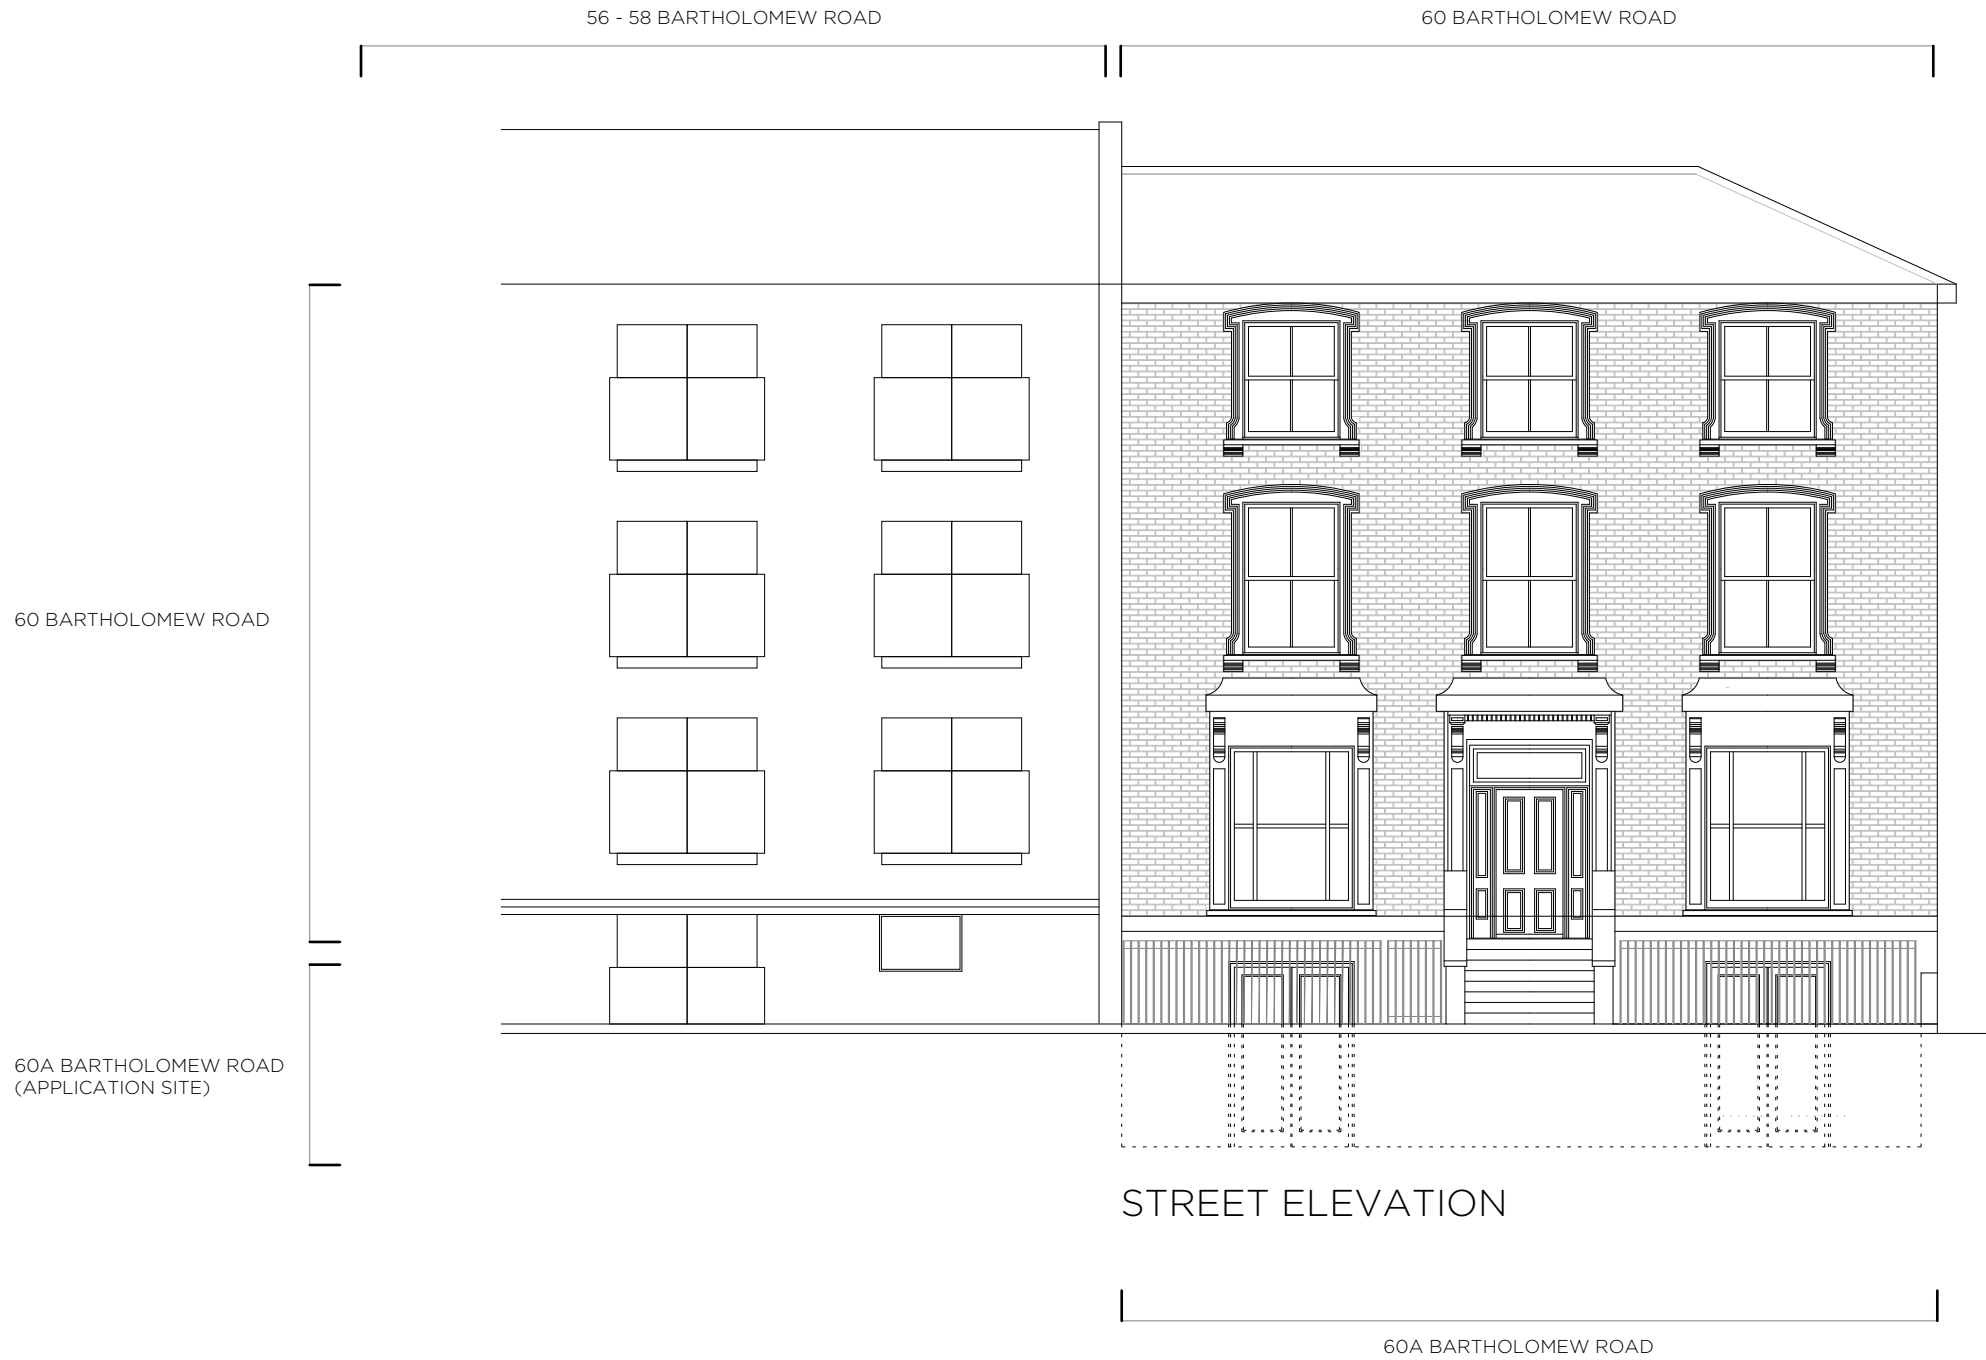 56 - 58 BARTHOLOMEW ROAD
60 BARTHOLOMEW ROAD
60 BARTHOLOMEW ROAD
60A BARTHOLOMEW ROAD
(APPLICATION SITE)
STREET ELEVATION
60A BARTHOLOMEW ROAD